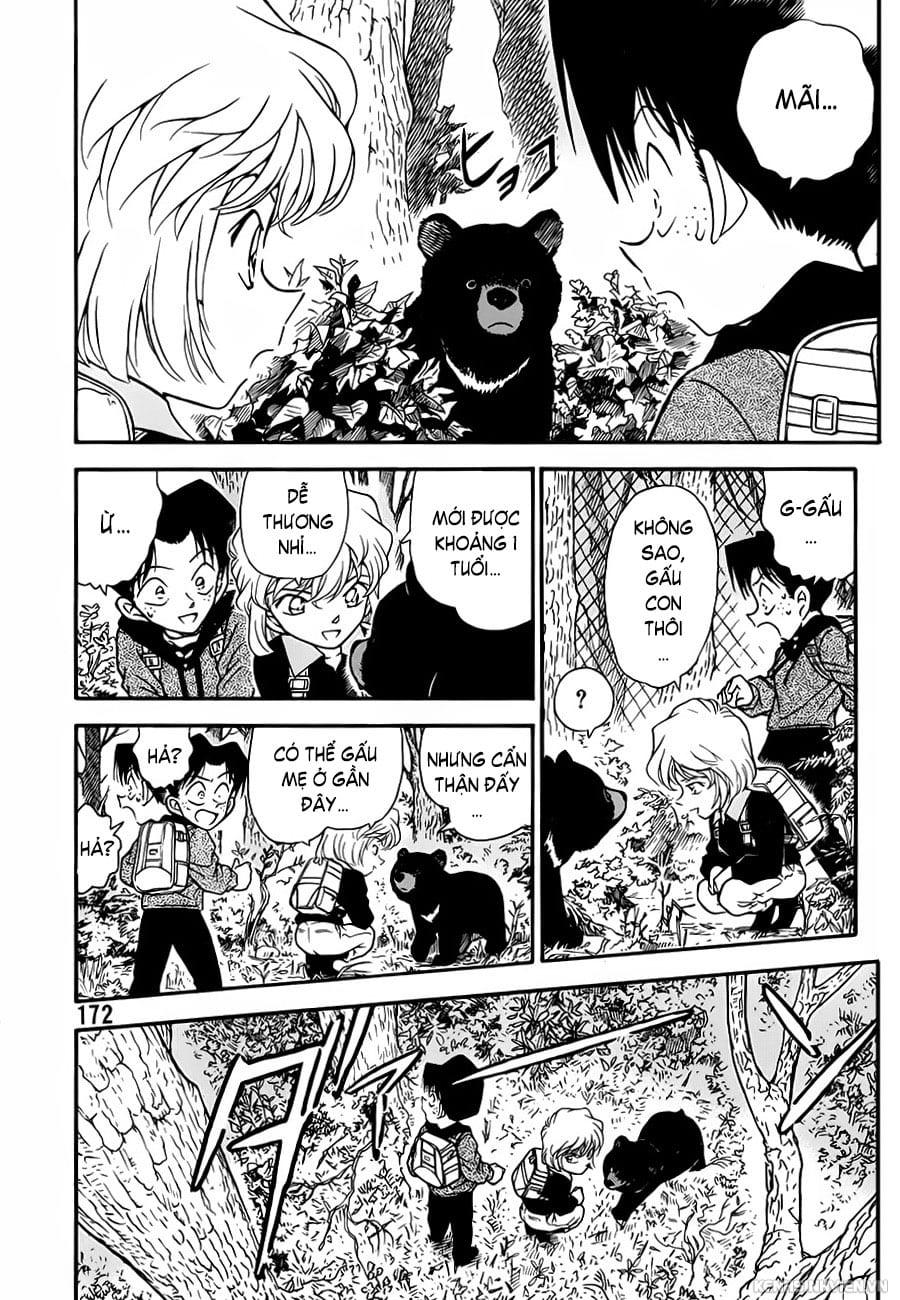 MÃI...
ヒョコ
G-GẤU
...
KHÔNG
SAO,
GẤU
CON
THÔI
...
?
MỚI ĐƯỢC
KHOẢNG 1
TUỔI...
DỄ
THƯƠNG
NHỈ...
Ừ...
NHƯNG CẨN
THẬN ĐẤY
...
CÓ THỂ GẤU
MẸ Ở GẦN
ĐÂY...
HẢ?
HẢ?
172